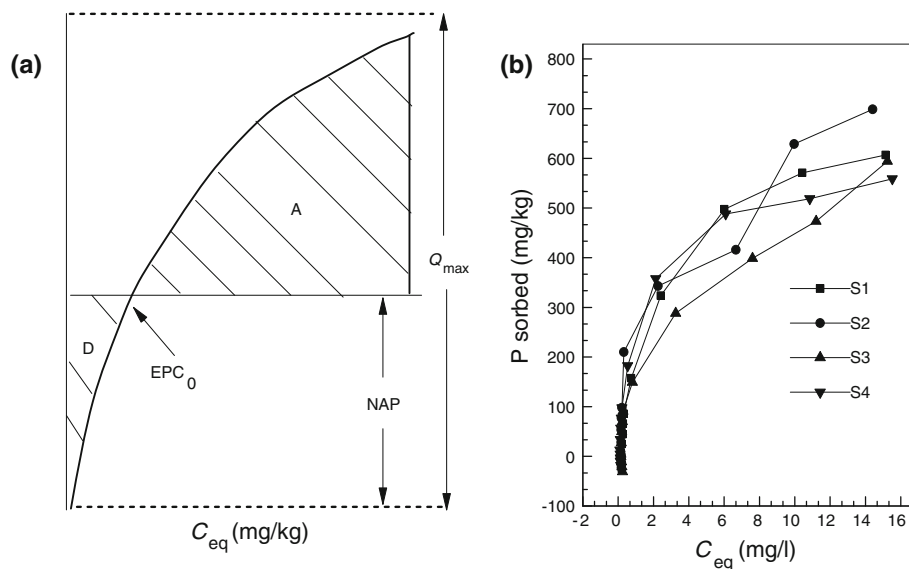 (a)
A
Qmax
D
EPC0
NAP
Ceq (mg/kg)
(b)
P sorbed (mg/kg)
800
700
600
500
400
300
200
100
0
-100
S1
S2
S3
S4
-2 0 2 4 6 8 10 12 14 16
Ceq (mg/l)